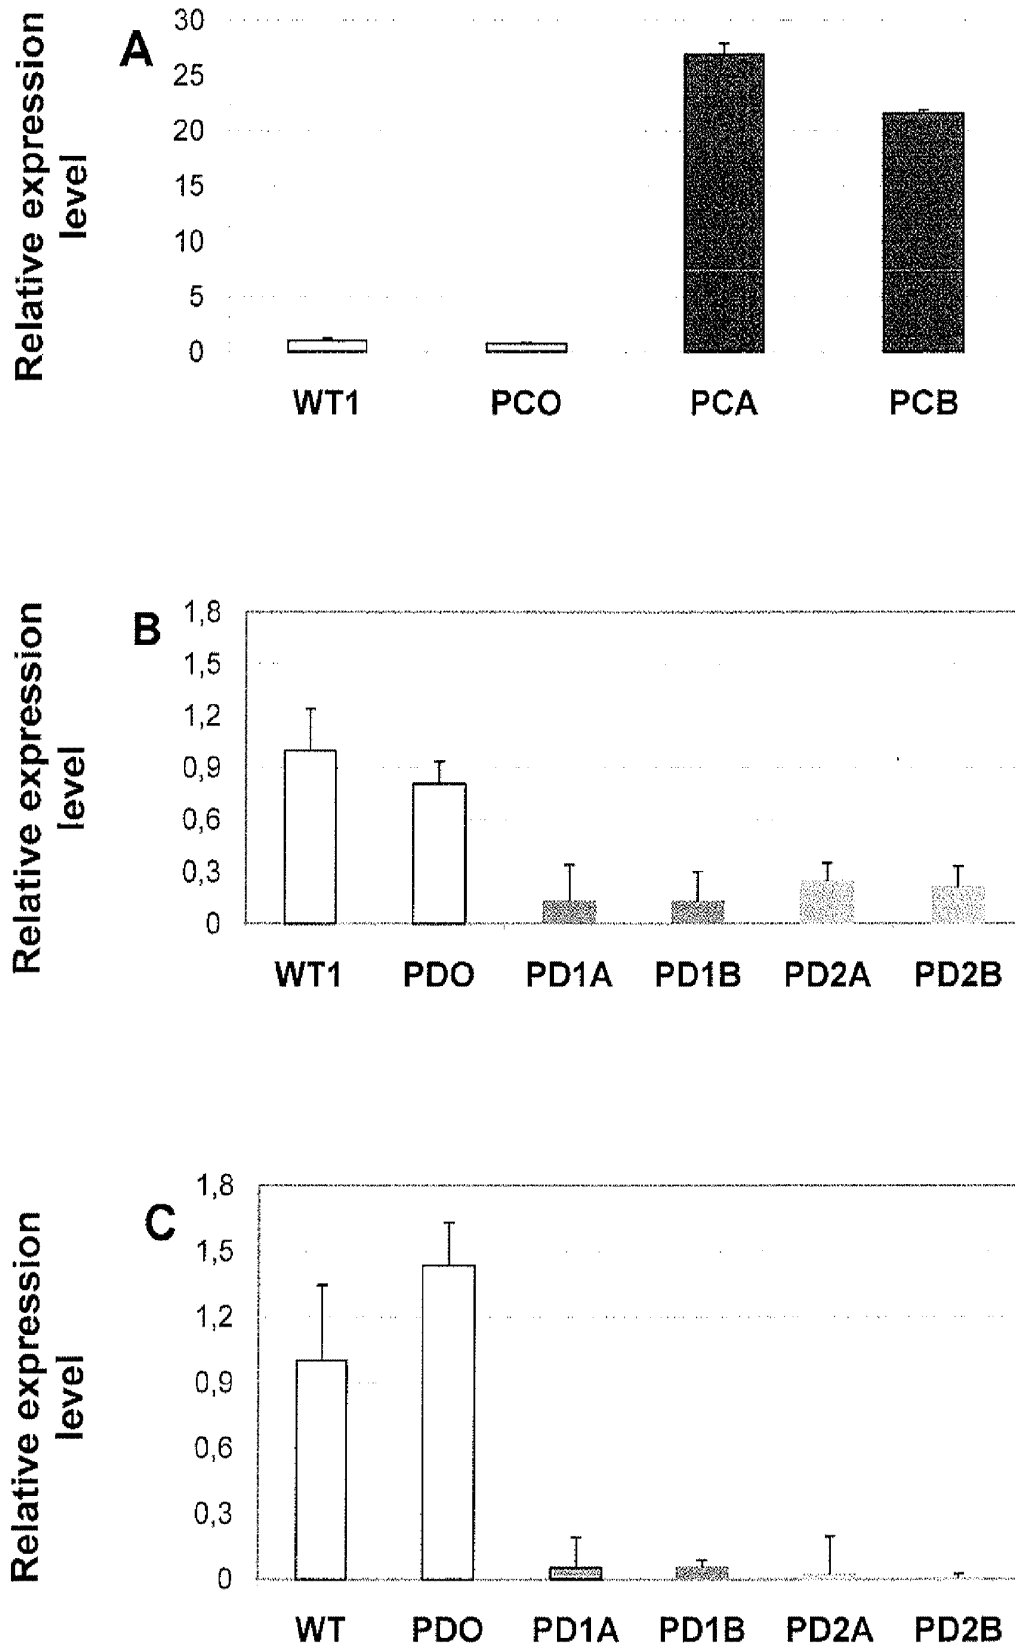 A
Relative expression
level
30
25
20
15
10
5
0
WT1 PCO PCA PCB
B
Relative expression
level
1,8
1,5
1,2
0,9
0,6
0,3
0
WT1 PDO PD1A PD1B PD2A PD2B
C
Relative expression
level
1,8
1,5
1,2
0,9
0,6
0,3
0
WT PDO PD1A PD1B PD2A PD2B